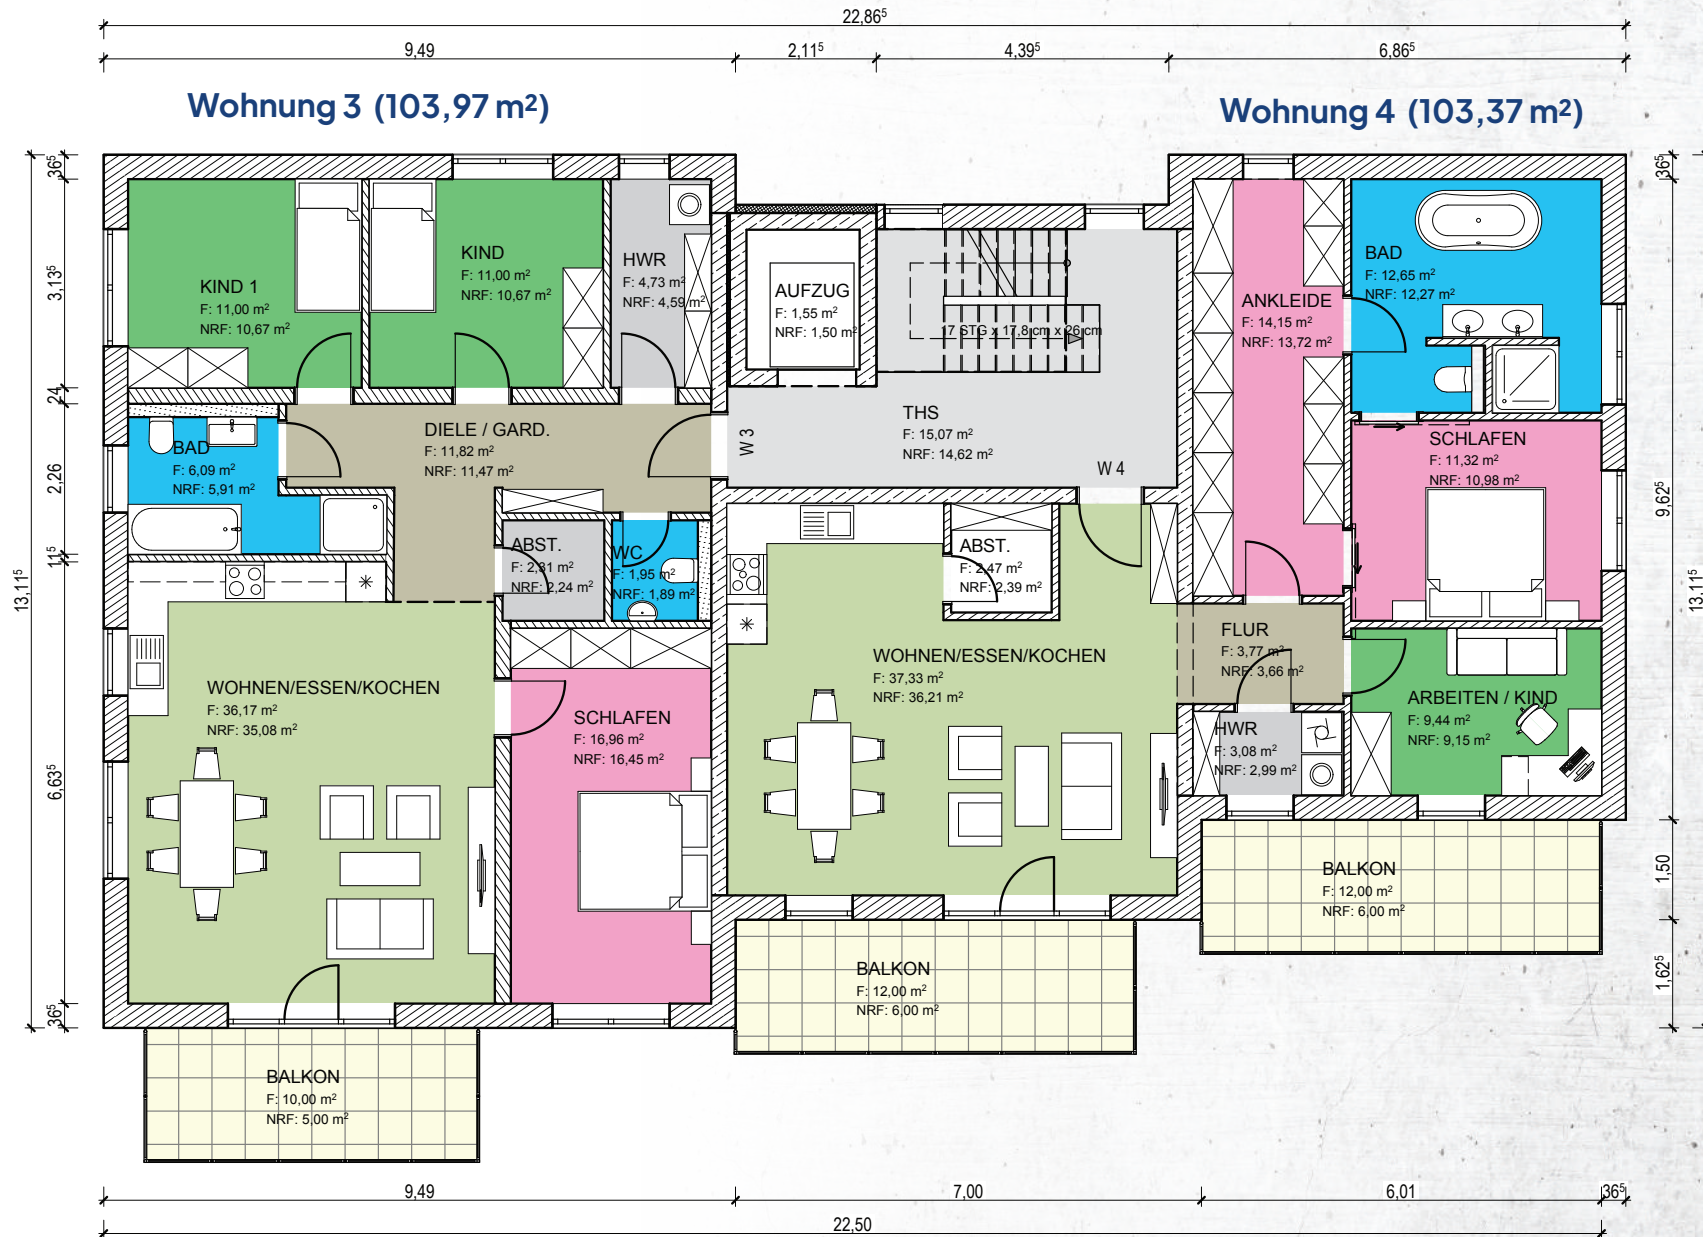 22,86⁵
9,49
2,11⁵
4,39⁵
6,86⁵
Wohnung 3 (103,97 m²)
Wohnung 4 (103,37 m²)
36⁵
3,13⁵
24
2,26
11⁵
6,63⁵
36⁵
13,11⁵
KIND 1
F: 11,00 m²
NRF: 10,67 m²
KIND
F: 11,00 m²
NRF: 10,67 m²
HWR
F: 4,73 m²
NRF: 4,59 m²
AUFZUG
F: 1,55 m²
NRF: 1,50 m²
17 STG x 17,8 cm x 26 cm
ANKLEIDE
F: 14,15 m²
NRF: 13,72 m²
BAD
F: 12,65 m²
NRF: 12,27 m²
BAD
F: 6,09 m²
NRF: 5,91 m²
DIELE / GARD.
F: 11,82 m²
NRF: 11,47 m²
W 3
THS
F: 15,07 m²
NRF: 14,62 m²
W 4
SCHLAFEN
F: 11,32 m²
NRF: 10,98 m²
ABST.
F: 2,31 m²
NRF: 2,24 m²
WC
F: 1,95 m²
NRF: 1,89 m²
ABST.
F: 2,47 m²
NRF: 2,39 m²
WOHNEN/ESSEN/KOCHEN
F: 36,17 m²
NRF: 35,08 m²
SCHLAFEN
F: 16,96 m²
NRF: 16,45 m²
WOHNEN/ESSEN/KOCHEN
F: 37,33 m²
NRF: 36,21 m²
FLUR
F: 3,77 m²
NRF: 3,66 m²
HWR
F: 3,08 m²
NRF: 2,99 m²
ARBEITEN / KIND
F: 9,44 m²
NRF: 9,15 m²
BALKON
F: 12,00 m²
NRF: 6,00 m²
BALKON
F: 12,00 m²
NRF: 6,00 m²
BALKON
F: 10,00 m²
NRF: 5,00 m²
36⁵
9,62⁵
1,50
1,62⁵
13,11⁵
9,49
7,00
6,01
36⁵
22,50